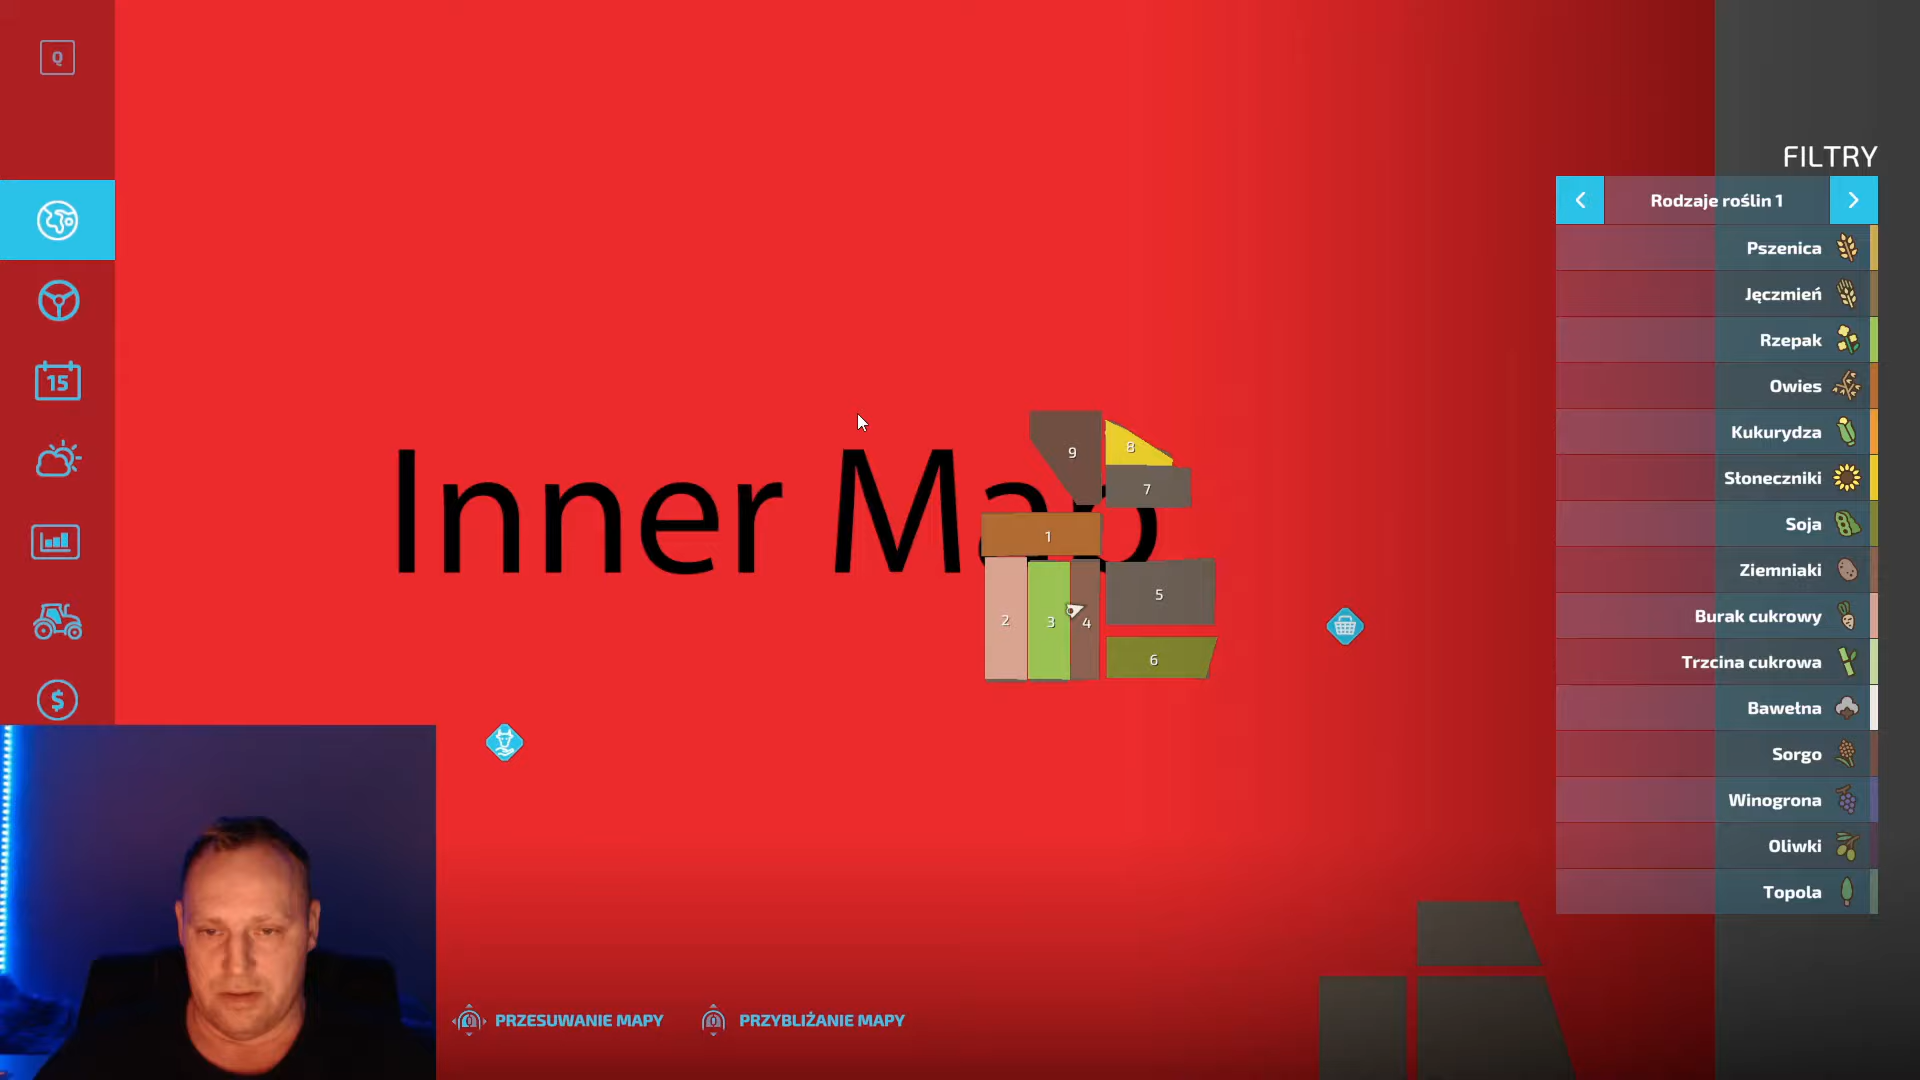 Q
FILTRY
Rodzaje roślin 1
Pszenica
Jęczmień
Rzepak
Owies
Kukurydza
Słoneczniki
Soja
Ziemniaki
Burak cukrowy
Trzcina cukrowa
Bawełna
Sorgo
Winogrona
Oliwki
Topola
15
$
Inner Map
9
8
7
1
2
3
4
5
6
PRZESUWANIE MAPY
PRZYBLIŻANIE MAPY